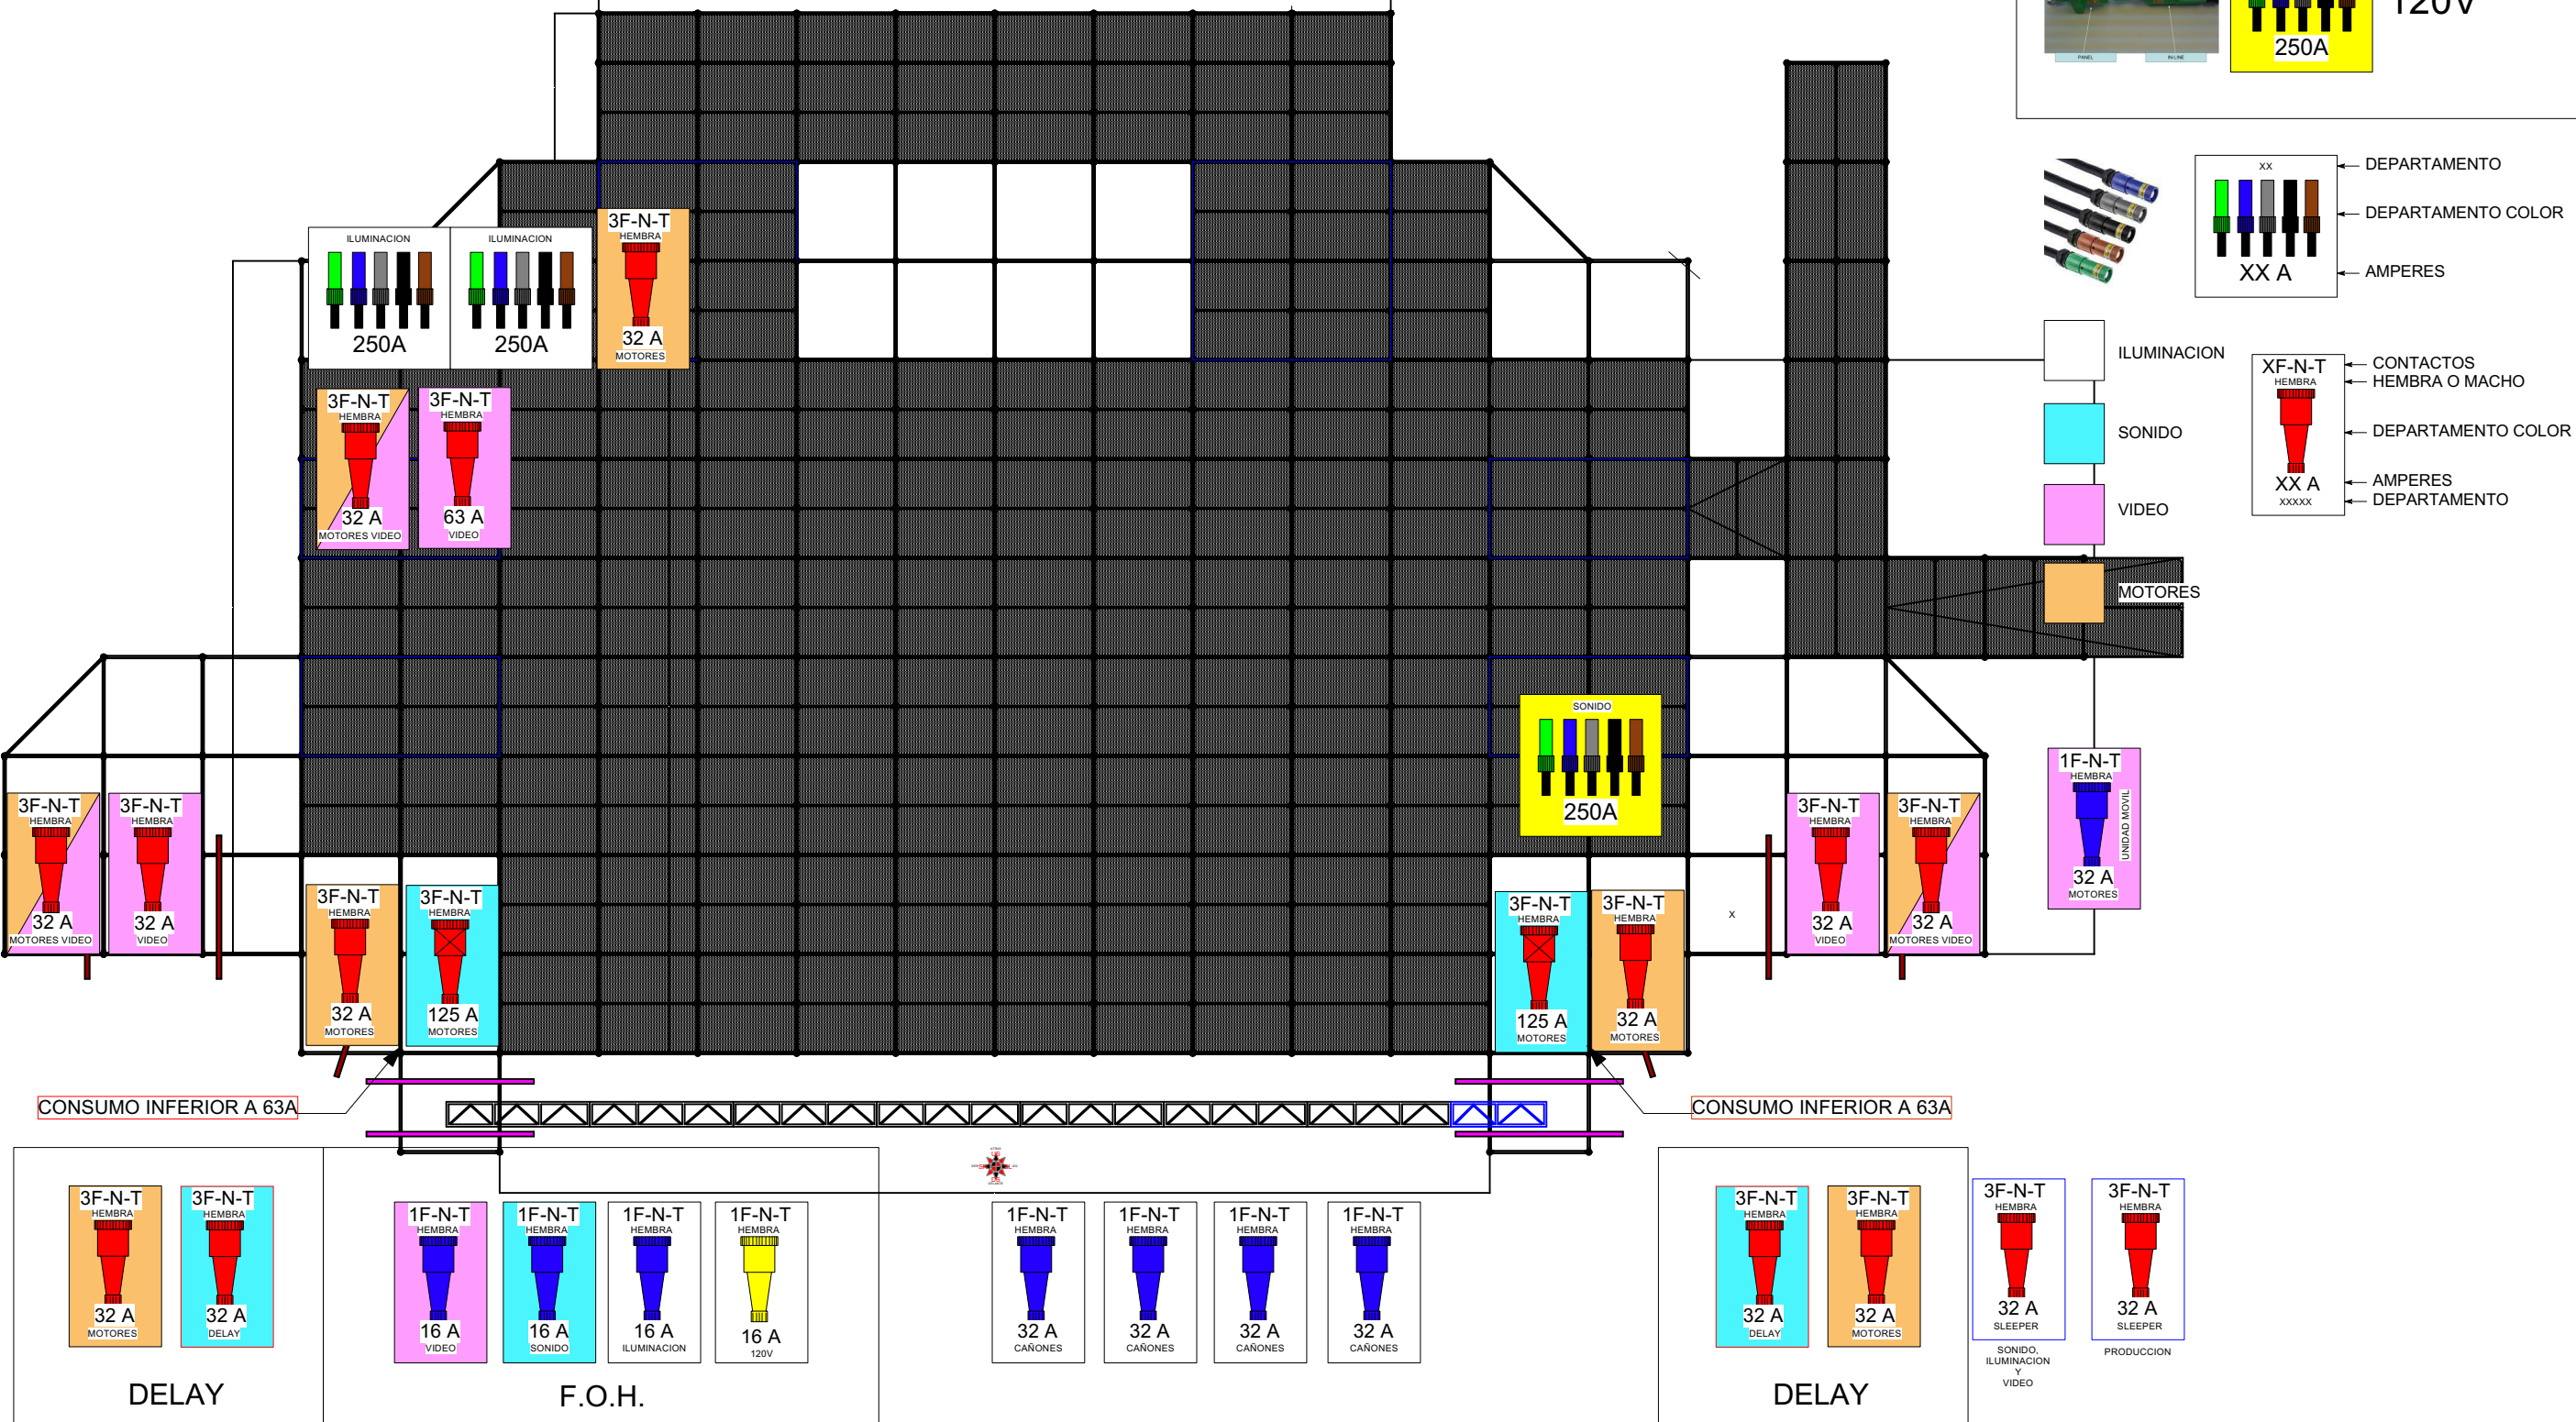 120V
250A
PANEL
IN-LINE
XX
DEPARTAMENTO
DEPARTAMENTO COLOR
XX A
AMPERES
ILUMINACION
SONIDO
VIDEO
MOTORES
XF-N-T
HEMBRA
XX A
XXXXX
CONTACTOS
HEMBRA O MACHO
DEPARTAMENTO COLOR
AMPERES
DEPARTAMENTO
ILUMINACION
250A
ILUMINACION
250A
3F-N-T
HEMBRA
32 A
MOTORES
3F-N-T
HEMBRA
32 A
MOTORES VIDEO
3F-N-T
HEMBRA
63 A
VIDEO
SONIDO
250A
3F-N-T
HEMBRA
32 A
MOTORES VIDEO
3F-N-T
HEMBRA
32 A
VIDEO
3F-N-T
HEMBRA
32 A
MOTORES
3F-N-T
HEMBRA
125 A
MOTORES
3F-N-T
HEMBRA
125 A
MOTORES
3F-N-T
HEMBRA
32 A
MOTORES
X
3F-N-T
HEMBRA
32 A
VIDEO
3F-N-T
HEMBRA
32 A
MOTORES VIDEO
1F-N-T
HEMBRA
UNIDAD MOVIL
32 A
MOTORES
CONSUMO INFERIOR A 63A
CONSUMO INFERIOR A 63A
3F-N-T
HEMBRA
32 A
MOTORES
3F-N-T
HEMBRA
32 A
DELAY
DELAY
1F-N-T
HEMBRA
16 A
VIDEO
1F-N-T
HEMBRA
16 A
SONIDO
1F-N-T
HEMBRA
16 A
ILUMINACION
1F-N-T
HEMBRA
16 A
120V
F.O.H.
1F-N-T
HEMBRA
32 A
CAÑONES
1F-N-T
HEMBRA
32 A
CAÑONES
1F-N-T
HEMBRA
32 A
CAÑONES
1F-N-T
HEMBRA
32 A
CAÑONES
3F-N-T
HEMBRA
32 A
DELAY
3F-N-T
HEMBRA
32 A
MOTORES
DELAY
3F-N-T
HEMBRA
32 A
SLEEPER
SONIDO,
ILUMINACION
Y
VIDEO
3F-N-T
HEMBRA
32 A
SLEEPER
PRODUCCION